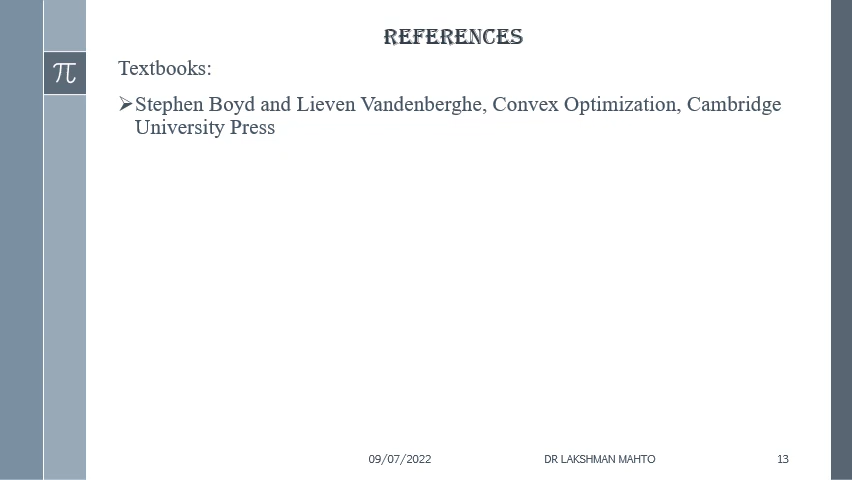 REFERENCES
π
Textbooks:
➢Stephen Boyd and Lieven Vandenberghe, Convex Optimization, Cambridge
University Press
09/07/2022 DR LAKSHMAN MAHTO 13